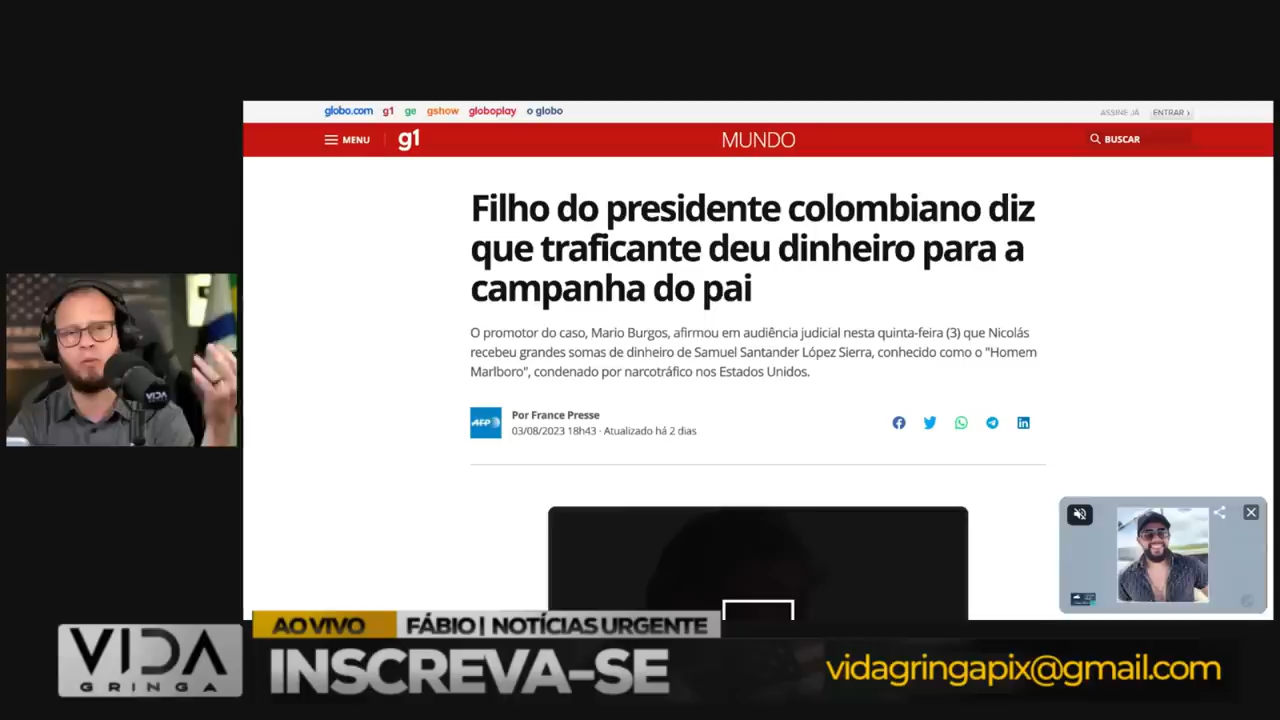 globo.com g1 ge gshow globoplay o globo
ASSINE JÁ ENTRAR ›
MENU g1 MUNDO BUSCAR
Filho do presidente colombiano diz
que traficante deu dinheiro para a
campanha do pai
O promotor do caso, Mario Burgos, afirmou em audiência judicial nesta quinta-feira (3) que Nicolás
recebeu grandes somas de dinheiro de Samuel Santander López Sierra, conhecido como o "Homem
Marlboro", condenado por narcotráfico nos Estados Unidos.
AFP
Por France Presse
03/08/2023 18h43 · Atualizado há 2 dias
VIDA
VIDA
GRINGA
AO VIVO FÁBIO | NOTÍCIAS URGENTE
INSCREVA-SE
vidagringapix@gmail.com